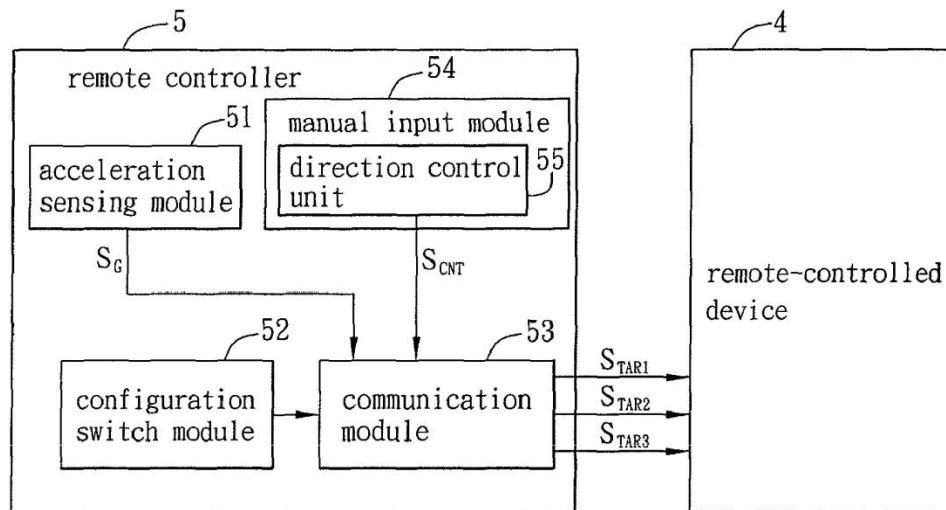 5
4
remote controller
54
51
manual input module
acceleration
sensing module
direction control
unit
55
S_G
S_CNT
remote-controlled
device
52
53
configuration
switch module
communication
module
S_TAR1
S_TAR2
S_TAR3